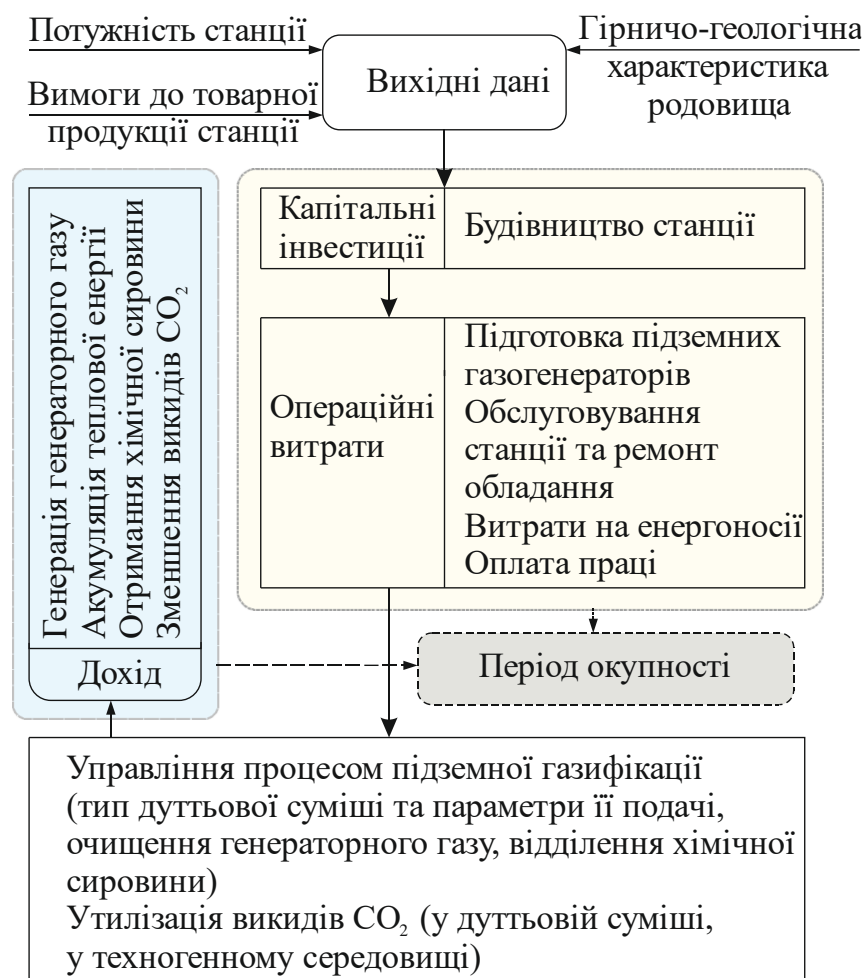 Потужність станції
Вимоги до товарної
продукції станції
Вихідні дані
Гірничо-геологічна
характеристика
родовища
Генерація генераторного газу
Акумуляція теплової енергії
Отримання хімічної сировини
Зменшення викидів CO₂
Дохід
Капітальні
інвестиції
Будівництво станції
Операційні
витрати
Підготовка підземних
газогенераторів
Обслуговування
станції та ремонт
обладання
Витрати на енергоносії
Оплата праці
Період окупності
Управління процесом підземної газифікації
(тип дуттьової суміші та параметри її подачі,
очищення генераторного газу, відділення хімічної
сировини)
Утилізація викидів CO₂ (у дуттьовій суміші,
у техногенному середовищі)